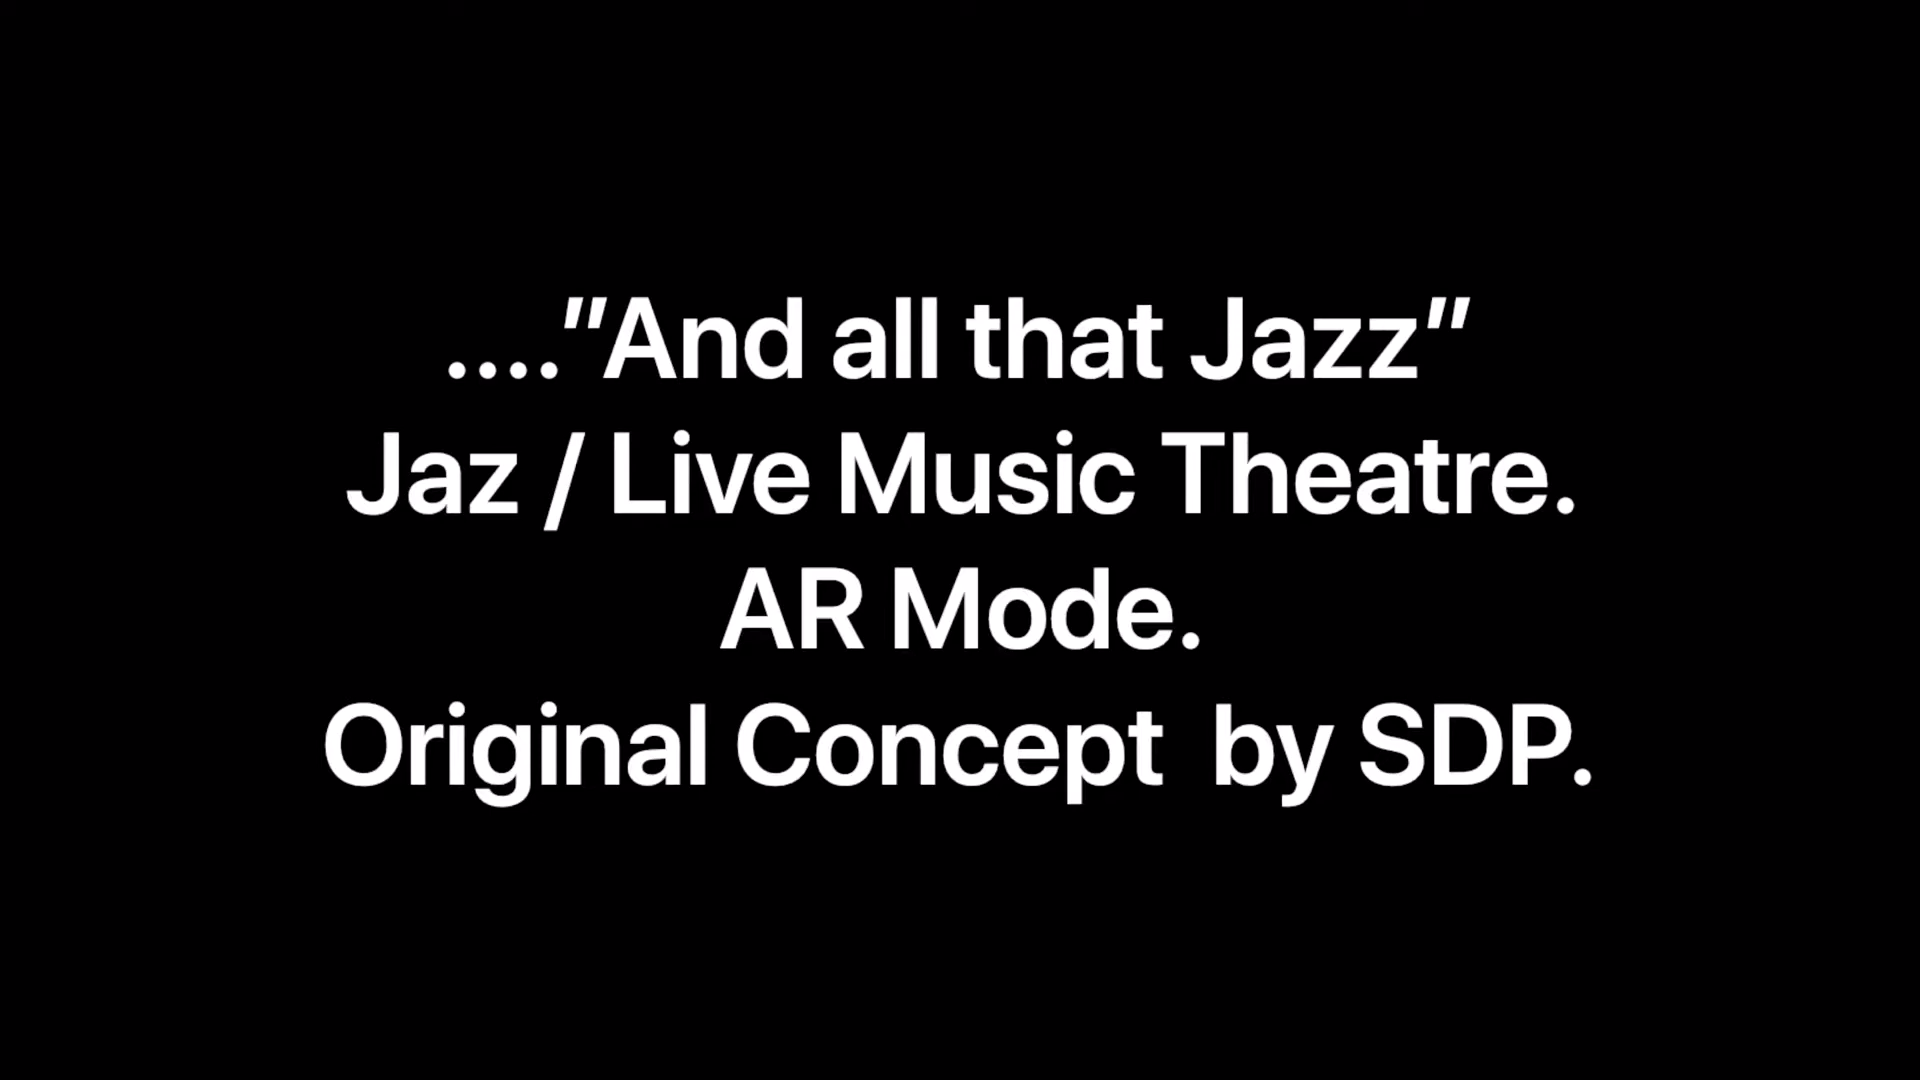 ...."And all that Jazz"
Jaz / Live Music Theatre.
AR Mode.
Original Concept  by SDP.